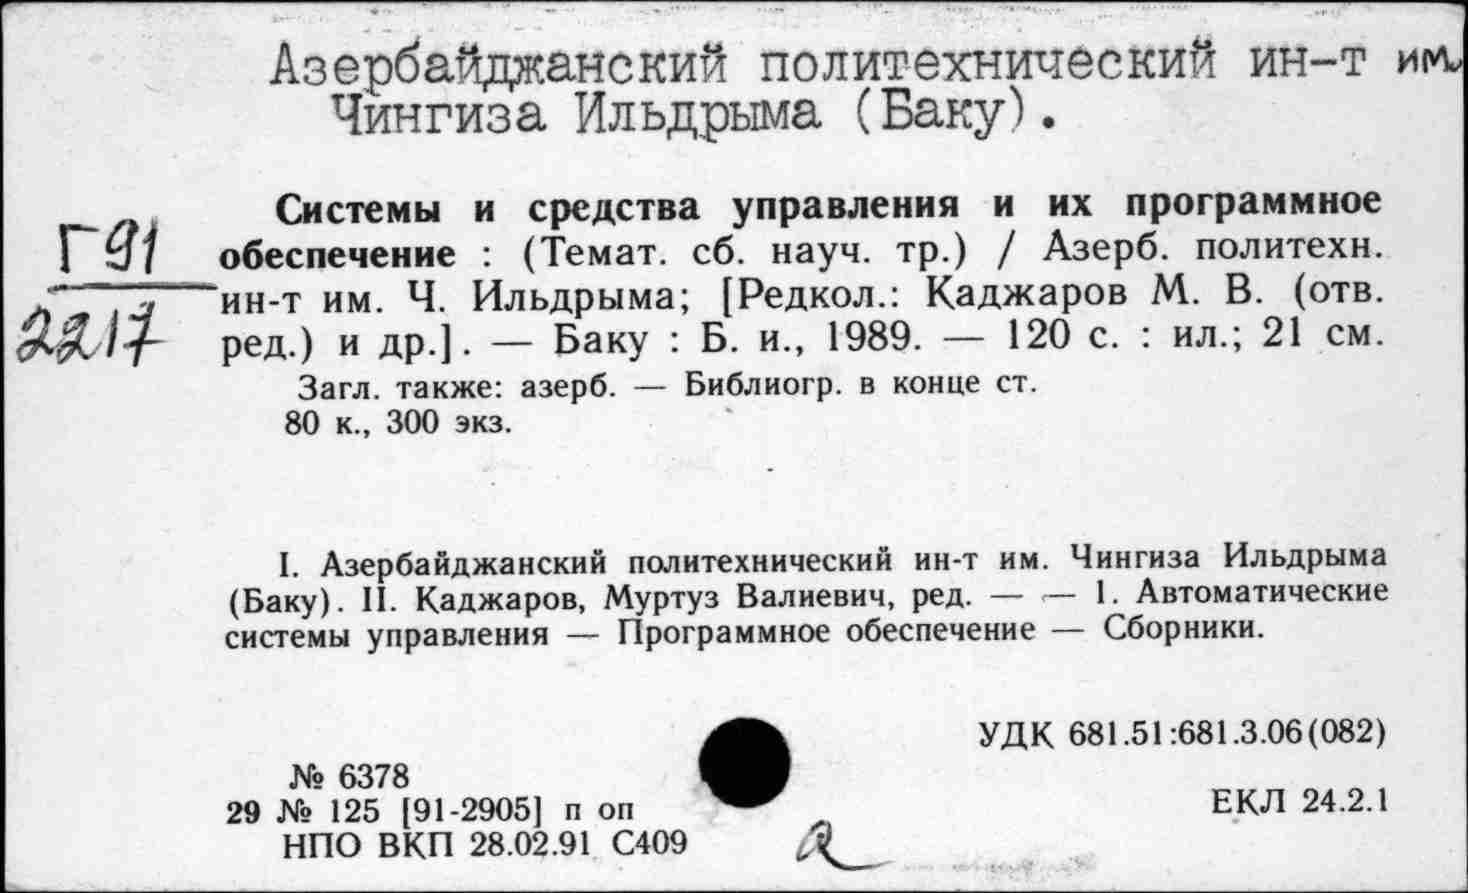 Азербайджанский политехнический ин-т им.
Чингиза Ильдрыма (Баку).
Системы и средства управления и их программное
Г91 обеспечение : (Темат. сб. науч. тр.) / Азерб. политехн.
ин-т им. Ч. Ильдрыма; [Редкол.: Каджаров М. В. (отв.
2217 ред.) и др.]. — Баку : Б. и., 1989. — 120 с. : ил.; 21 см.
Загл. также: азерб. — Библиогр. в конце ст.
80 к., 300 экз.
I. Азербайджанский политехнический ин-т им. Чингиза Ильдрыма
(Баку). II. Каджаров, Муртуз Валиевич, ред. — — 1. Автоматические
системы управления — Программное обеспечение — Сборники.
УДК 681.51:681.3.06(082)
№ 6378
29 № 125 [91-2905] п оп
ЕКЛ 24.2.1
НПО ВКП 28.02.91 С409